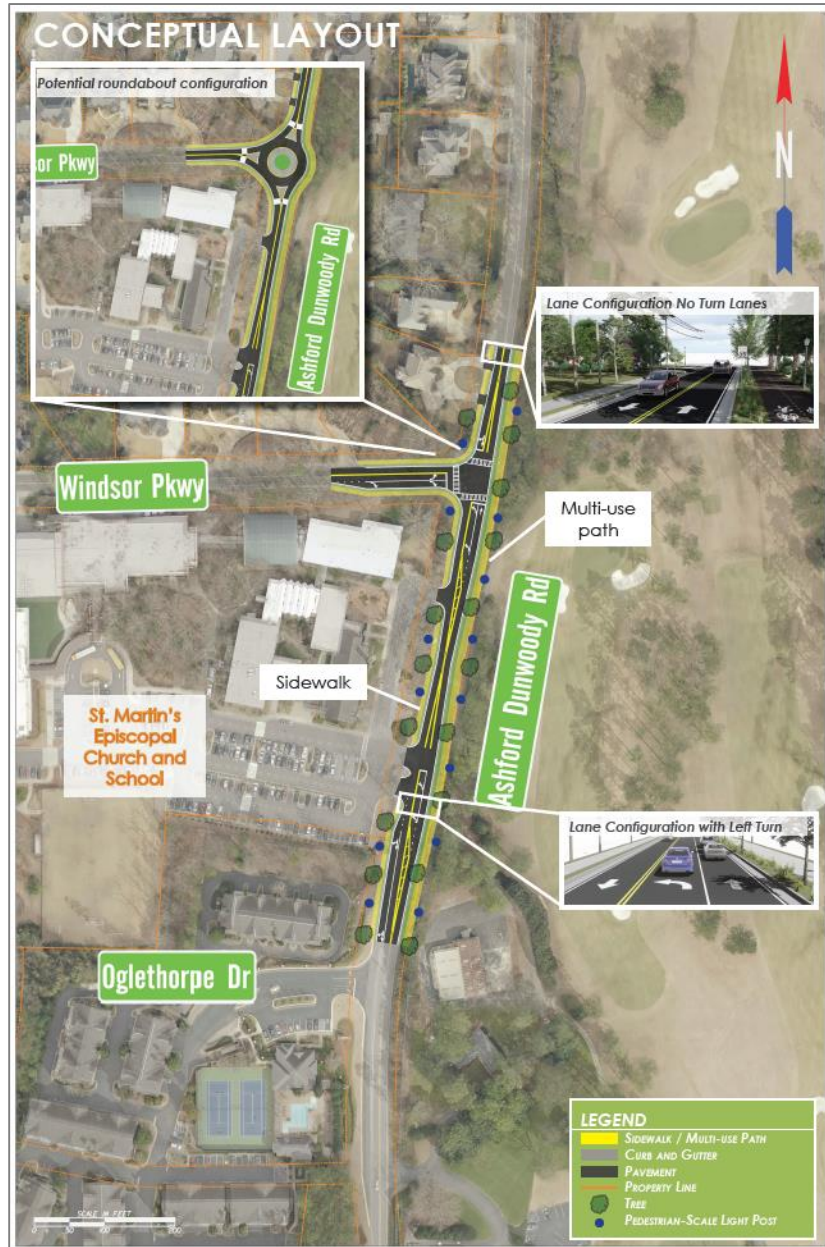 CONCEPTUAL LAYOUT
Potential roundabout configuration
sor Pkwy
Ashford Dunwoody Rd
N
Lane Configuration No Turn Lanes
Windsor Pkwy
Multi-use
path
Ashford Dunwoody Rd
Sidewalk
St. Martin's
Episcopal
Church and
School
Lane Configuration with Left Turn
Oglethorpe Dr
LEGEND
SIDEWALK / MULTI-USE PATH
CURB AND GUTTER
PAVEMENT
PROPERTY LINE
TREE
PEDESTRIAN-SCALE LIGHT POST
SCALE IN FEET